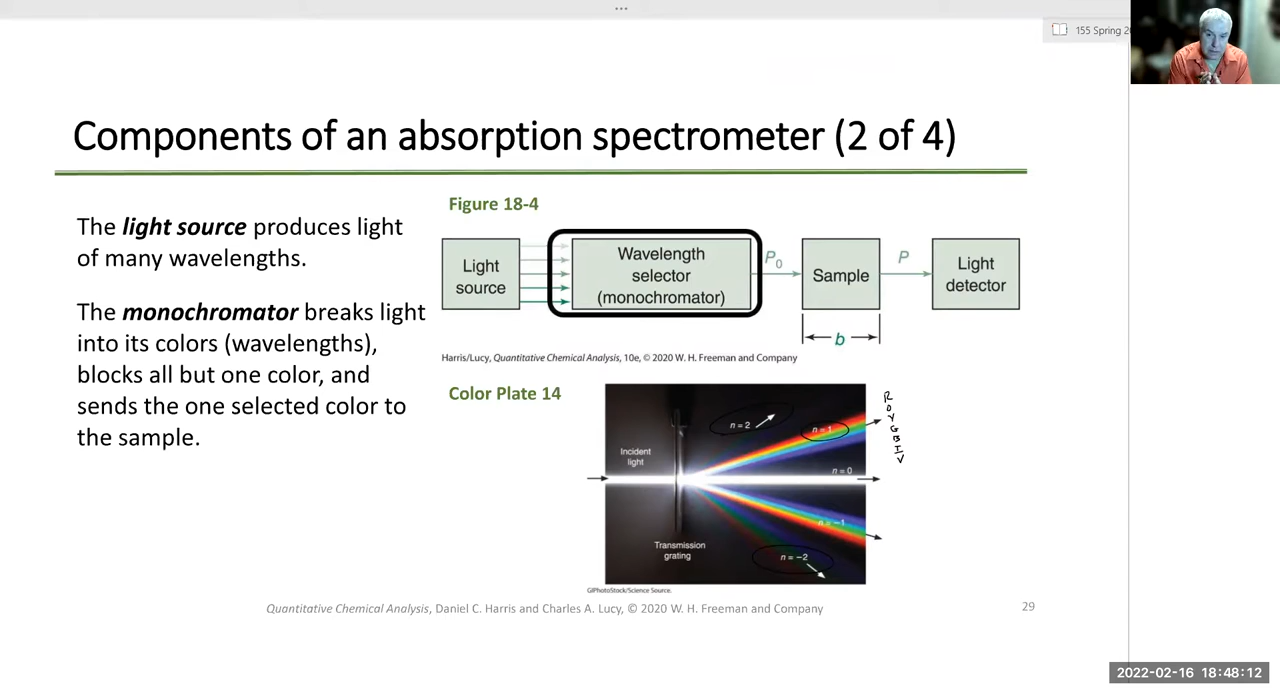 •••
155 Spring 2
Components of an absorption spectrometer (2 of 4)
The light source produces light
of many wavelengths.
The monochromator breaks light
into its colors (wavelengths),
blocks all but one color, and
sends the one selected color to
the sample.
Figure 18-4
Light
source
Wavelength
selector
(monochromator)
P0
Sample
P
Light
detector
b
Harris/Lucy, Quantitative Chemical Analysis, 10e, © 2020 W. H. Freeman and Company
Color Plate 14
n = 2
n = 1
Incident
light
n = 0
n = −1
Transmission
grating
n = −2
ROYGBIV
GIPhotoStock/Science Source.
Quantitative Chemical Analysis, Daniel C. Harris and Charles A. Lucy, © 2020 W. H. Freeman and Company
29
2022-02-16 18:48:12